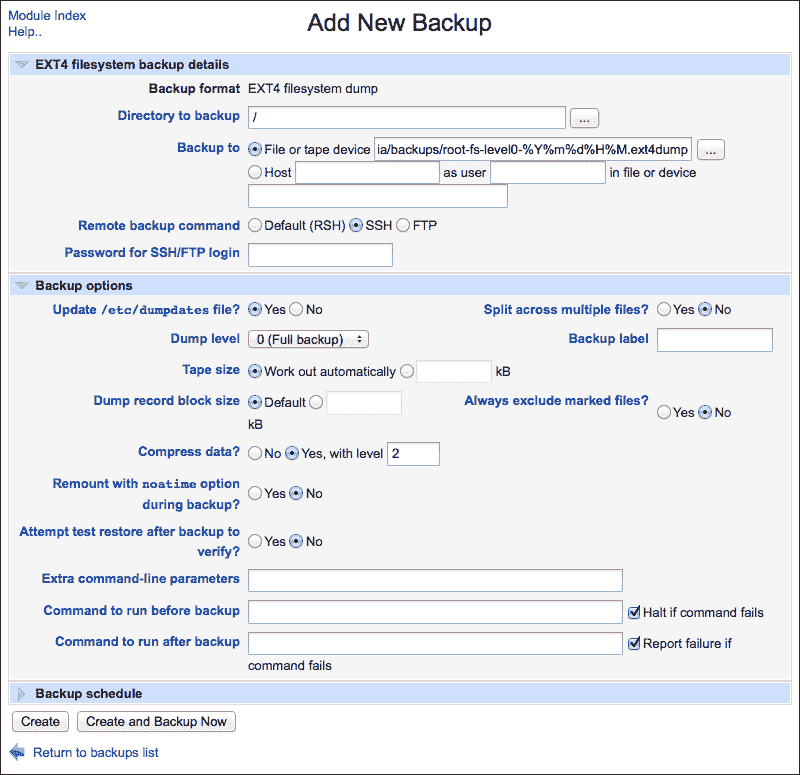 Module Index
Help..
Add New Backup
EXT4 filesystem backup details
Backup format EXT4 filesystem dump
Directory to backup / ...
Backup to File or tape device ia/backups/root-fs-level0-%Y%m%d%H%M.ext4dump ...
Host as user in file or device
Remote backup command Default (RSH) SSH FTP
Password for SSH/FTP login
Backup options
Update /etc/dumpdates file? Yes No Split across multiple files? Yes No
Dump level 0 (Full backup) Backup label
Tape size Work out automatically kB
Dump record block size Default Always exclude marked files? Yes No
kB
Compress data? No Yes, with level 2
Remount with noatime option
during backup? Yes No
Attempt test restore after backup to
verify? Yes No
Extra command-line parameters
Command to run before backup Halt if command fails
Command to run after backup Report failure if
command fails
Backup schedule
Create Create and Backup Now
Return to backups list